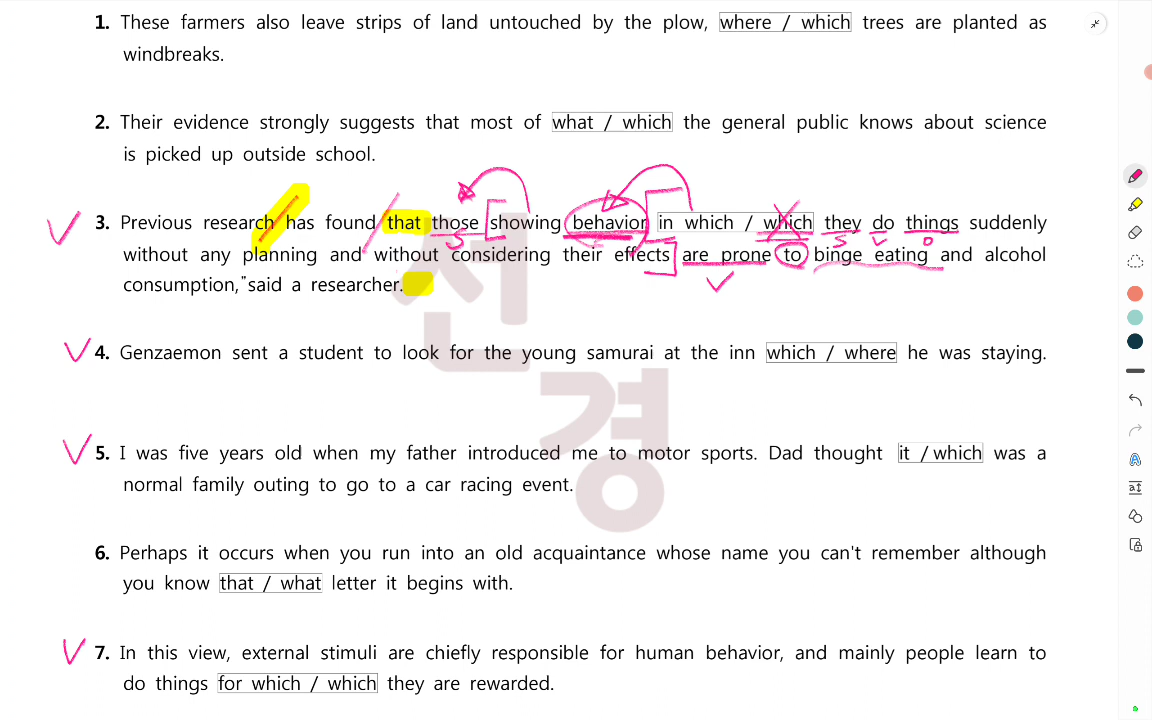 1. These farmers also leave strips of land untouched by the plow, where / which trees are planted as
windbreaks.
2. Their evidence strongly suggests that most of what / which the general public knows about science
is picked up outside school.
3. Previous research has found that those showing behavior in which / which they do things suddenly
S S V O
without any planning and without considering their effects are prone to binge eating and alcohol
consumption," said a researcher.
4. Genzaemon sent a student to look for the young samurai at the inn which / where he was staying.
5. I was five years old when my father introduced me to motor sports. Dad thought it / which was a
normal family outing to go to a car racing event.
6. Perhaps it occurs when you run into an old acquaintance whose name you can't remember although
you know that / what letter it begins with.
7. In this view, external stimuli are chiefly responsible for human behavior, and mainly people learn to
do things for which / which they are rewarded.
선경